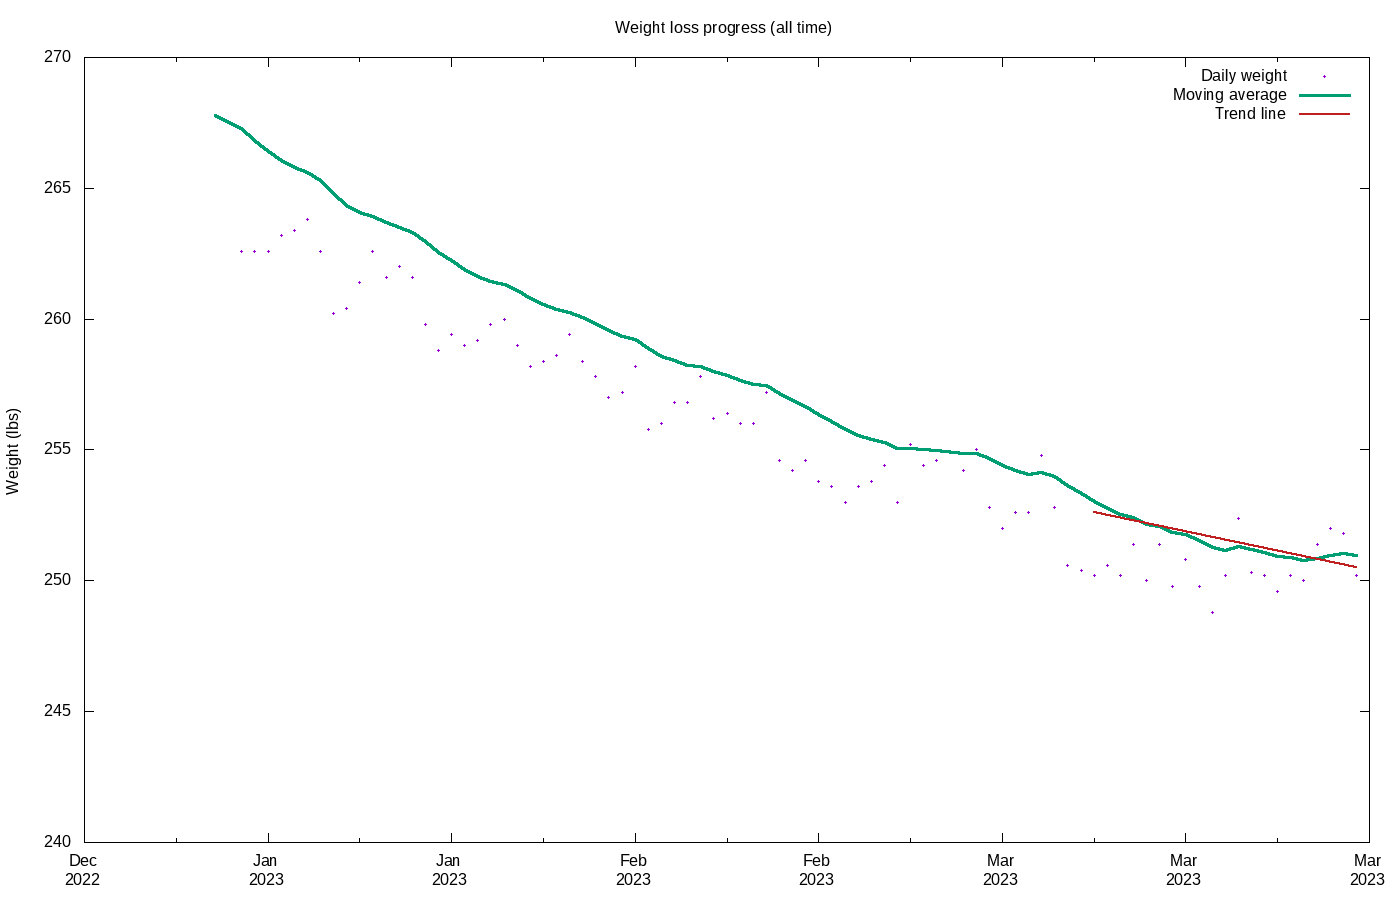 Weight loss progress (all time)
Daily weight
Moving average
Trend line
Weight (lbs)
270
265
260
255
250
245
240
Dec Jan Jan Feb Feb Mar Mar Mar
2022 2023 2023 2023 2023 2023 2023 2023